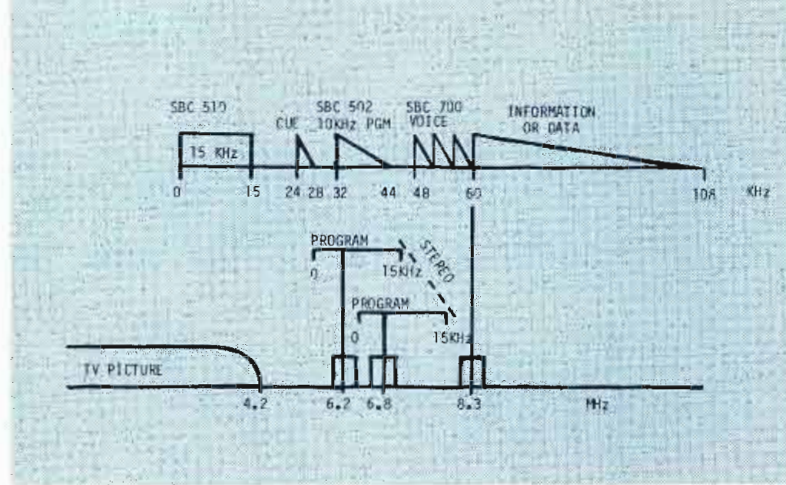 SBC 510 SBC 502 SBC 700 INFORMATION
CUE 10KHz PGM VOICE OR DATA
15 KHz
0 15 24 28 32 44 48 60 108 KHz
PROGRAM STEREO
0 15KHz
PROGRAM
0 15KHz
TV PICTURE
4.2 6.2 6.8 8.3 MHz